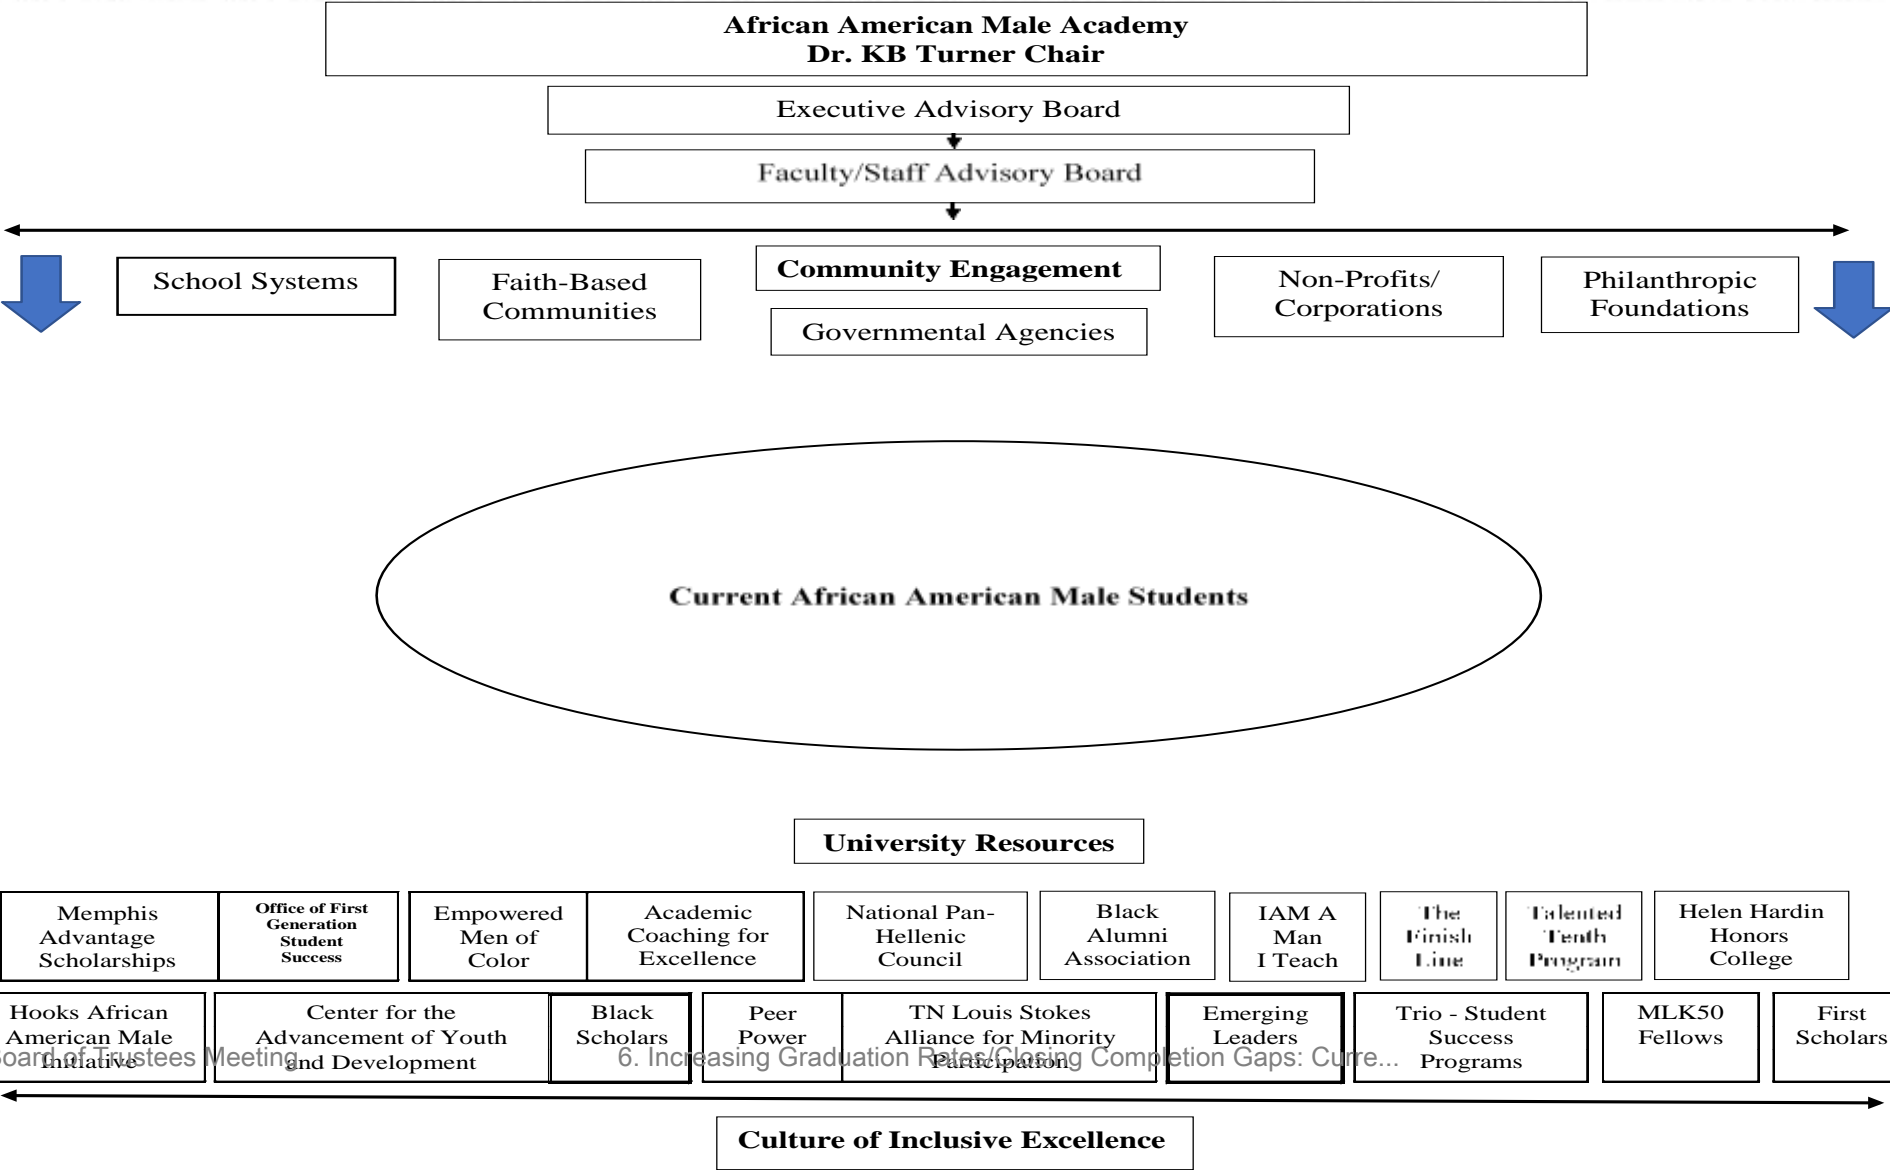 African American Male Academy
Dr. KB Turner Chair
Executive Advisory Board
Faculty/Staff Advisory Board
School Systems
Faith-Based
Communities
Community Engagement
Governmental Agencies
Non-Profits/
Corporations
Philanthropic
Foundations
Current African American Male Students
University Resources
Memphis
Advantage
Scholarships
Office of First
Generation
Student
Success
Empowered
Men of
Color
Academic
Coaching for
Excellence
National Pan-
Hellenic
Council
Black
Alumni
Association
IAM A
Man
I Teach
The
Finish
Line
Talented
Tenth
Program
Helen Hardin
Honors
College
Hooks African
American Male
Initiative
Center for the
Advancement of Youth
and Development
Black
Scholars
Peer
Power
TN Louis Stokes
Alliance for Minority
Participation
Emerging
Leaders
Trio - Student
Success
Programs
MLK50
Fellows
First
Scholars
oard of Trustees Meeting
6. Increasing Graduation Rates/Closing Completion Gaps: Curre...
Culture of Inclusive Excellence